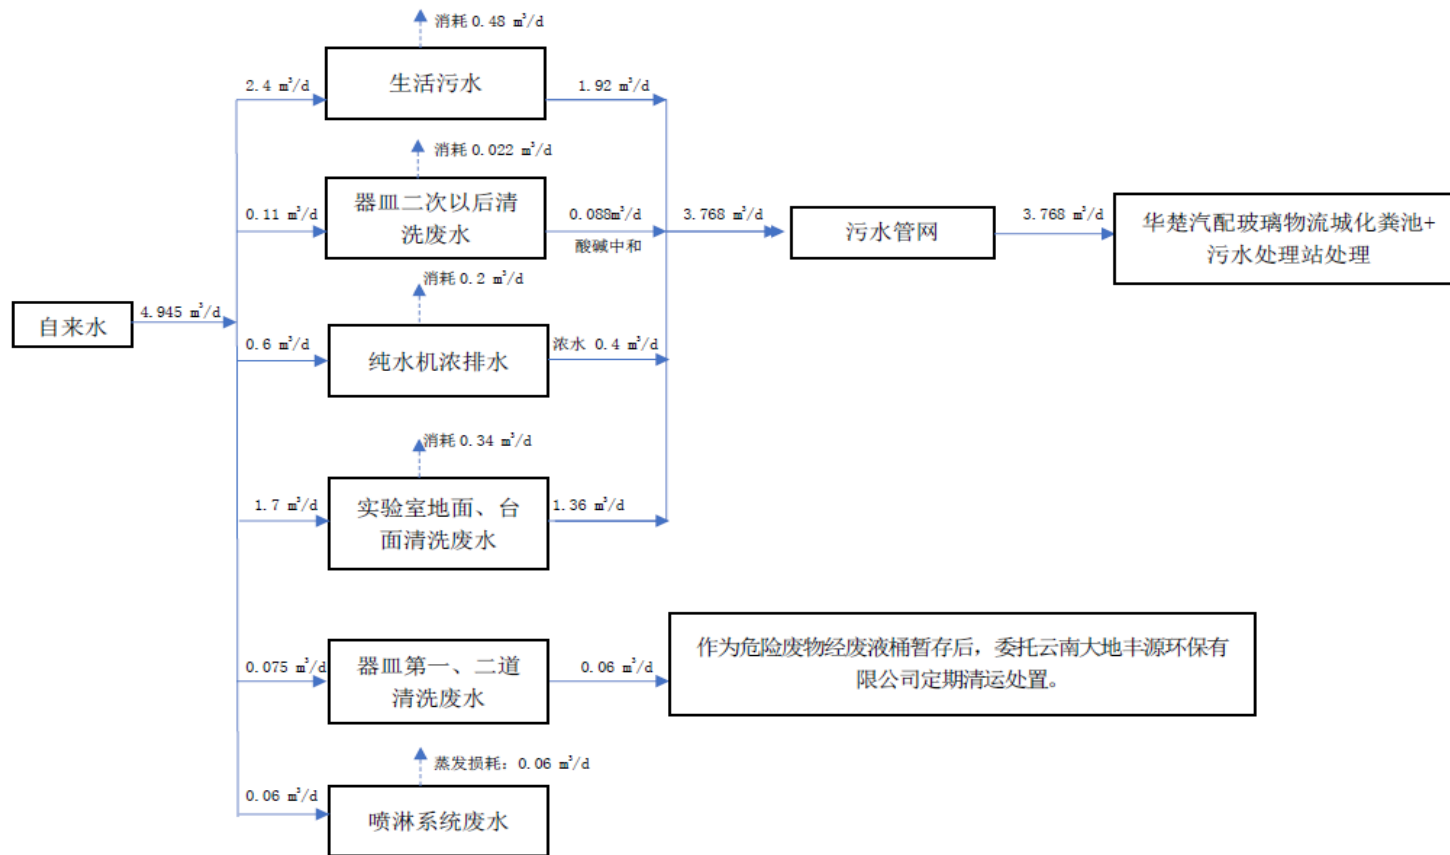 消耗 0.48 m³/d
2.4 m³/d
生活污水
1.92 m³/d
消耗 0.022 m³/d
0.11 m³/d
器皿二次以后清
洗废水
0.088m³/d
酸碱中和
3.768 m³/d
污水管网
3.768 m³/d
华楚汽配玻璃物流城化粪池+
污水处理站处理
消耗 0.2 m³/d
自来水
4.945 m³/d
0.6 m³/d
纯水机浓排水
浓水 0.4 m³/d
消耗 0.34 m³/d
1.7 m³/d
实验室地面、台
面清洗废水
1.36 m³/d
0.075 m³/d
器皿第一、二道
清洗废水
0.06 m³/d
作为危险废物经废液桶暂存后，委托云南大地丰源环保有
限公司定期清运处置。
蒸发损耗：0.06 m³/d
0.06 m³/d
喷淋系统废水